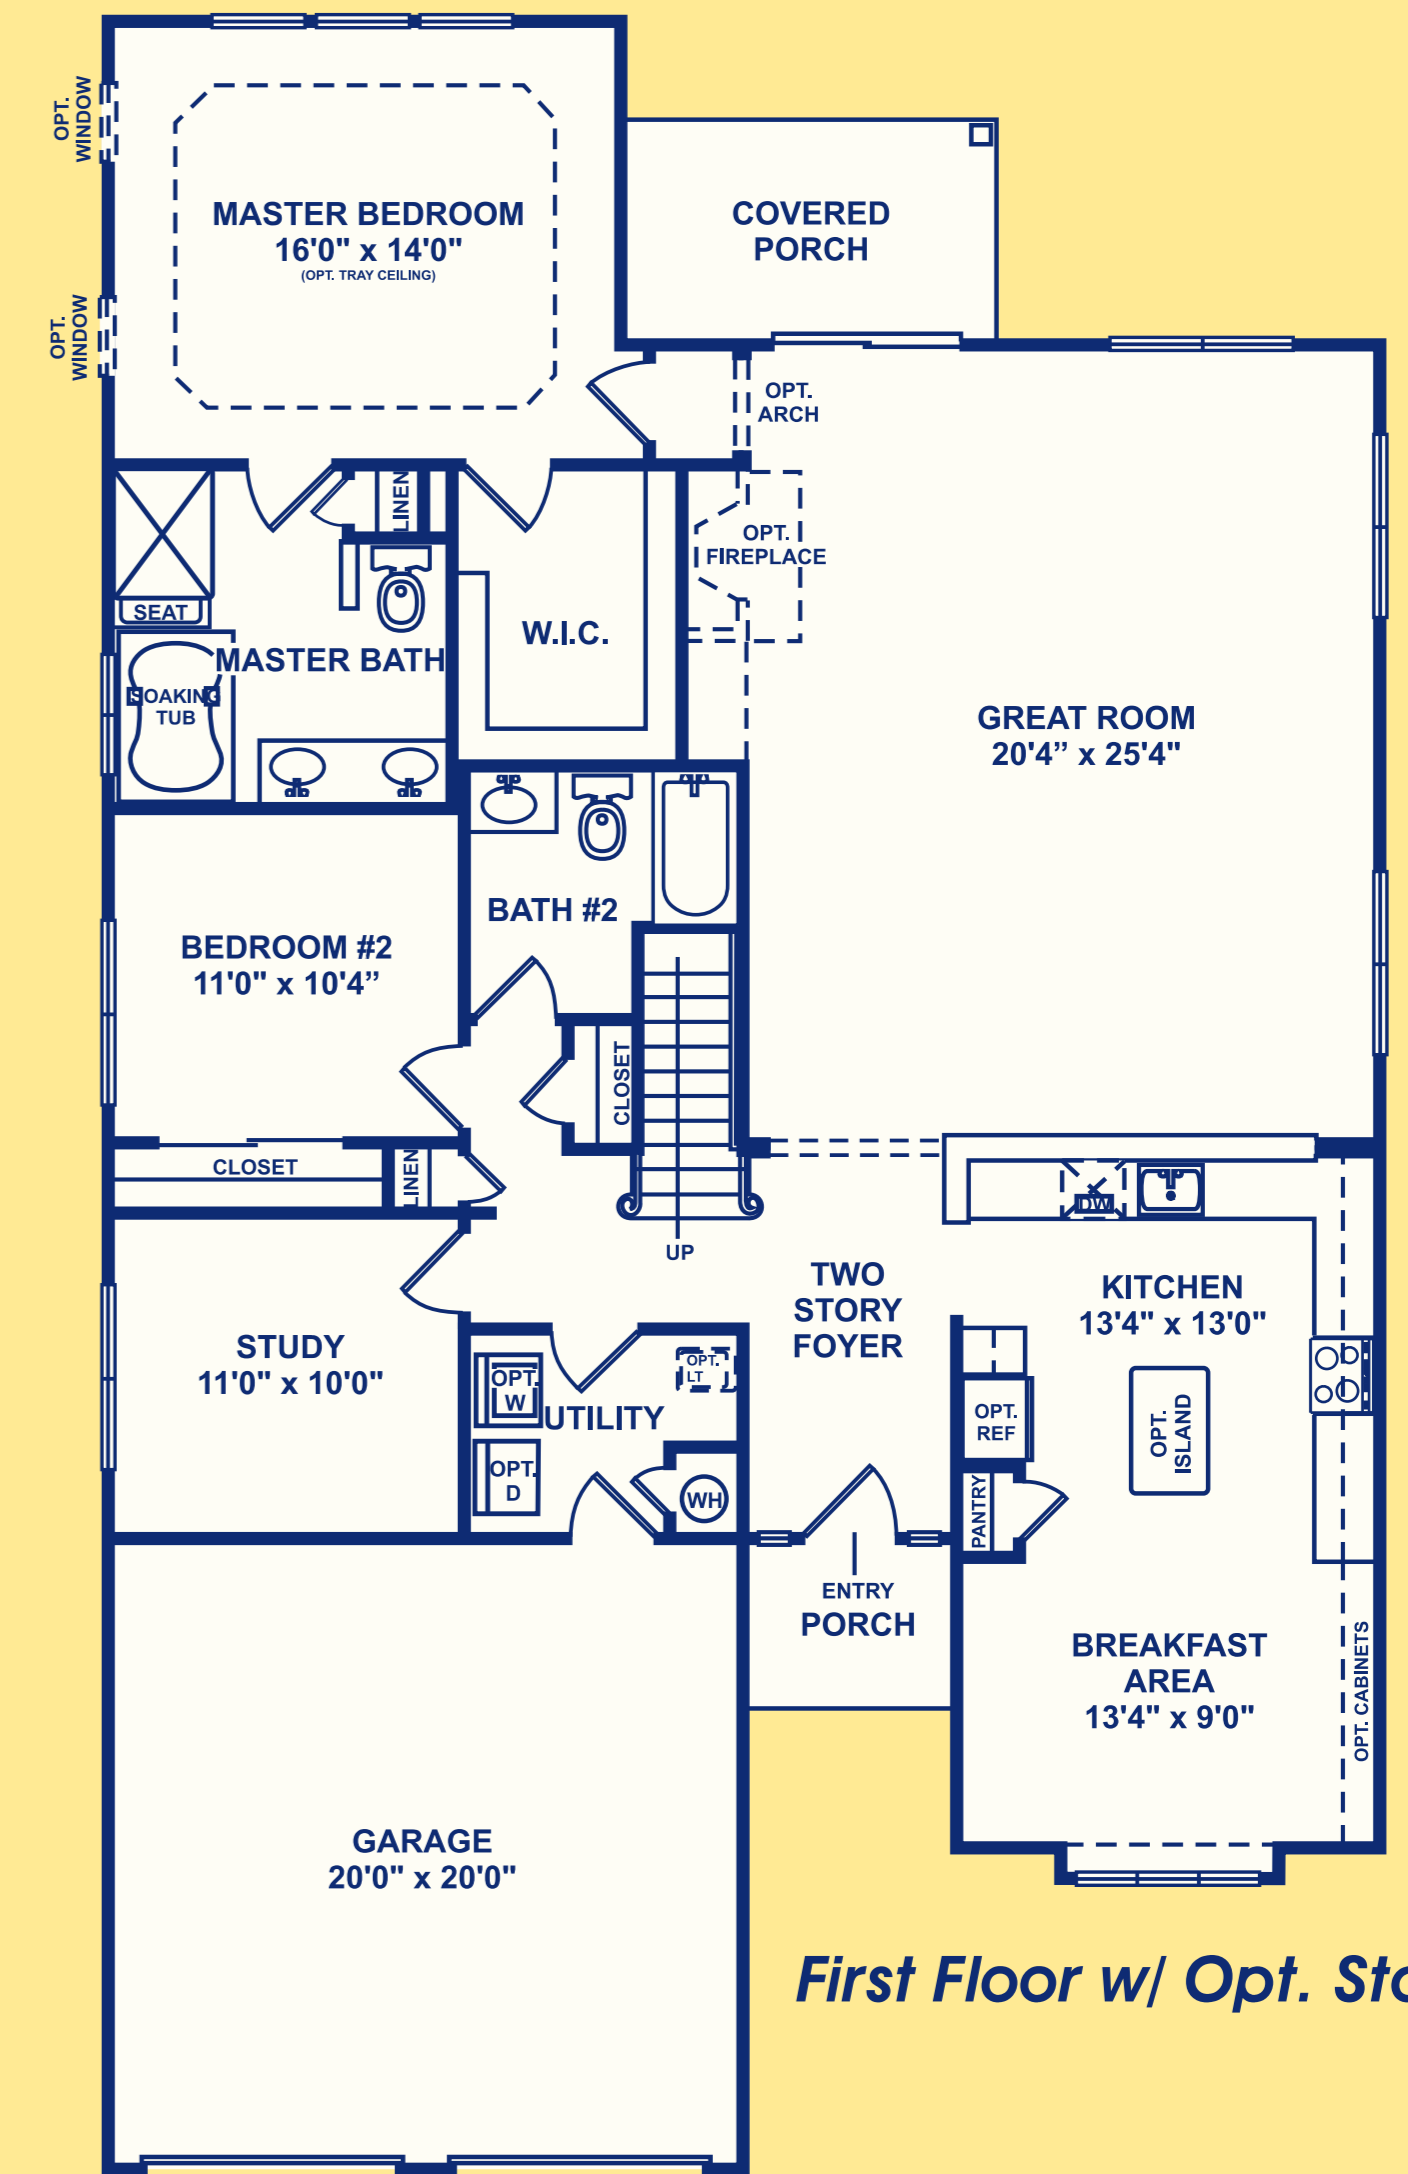 OPT.
WINDOW
MASTER BEDROOM
16'0" x 14'0"
(OPT. TRAY CEILING)
COVERED
PORCH
OPT.
WINDOW
OPT.
ARCH
LINEN
OPT.
FIREPLACE
SEAT
W.I.C.
MASTER BATH
SOAKING
TUB
GREAT ROOM
20'4” x 25'4"
BATH #2
BEDROOM #2
11'0" x 10'4”
CLOSET
CLOSET
LINEN
DW
UP
TWO
STORY
FOYER
KITCHEN
13'4" x 13'0"
STUDY
11'0" x 10'0"
OPT.
LT
OPT.
W
UTILITY
OPT.
REF
OPT.
ISLAND
OPT.
D
WH
PANTRY
ENTRY
PORCH
BREAKFAST
AREA
13'4" x 9'0"
OPT. CABINETS
GARAGE
20'0" x 20'0"
First Floor w/ Opt.